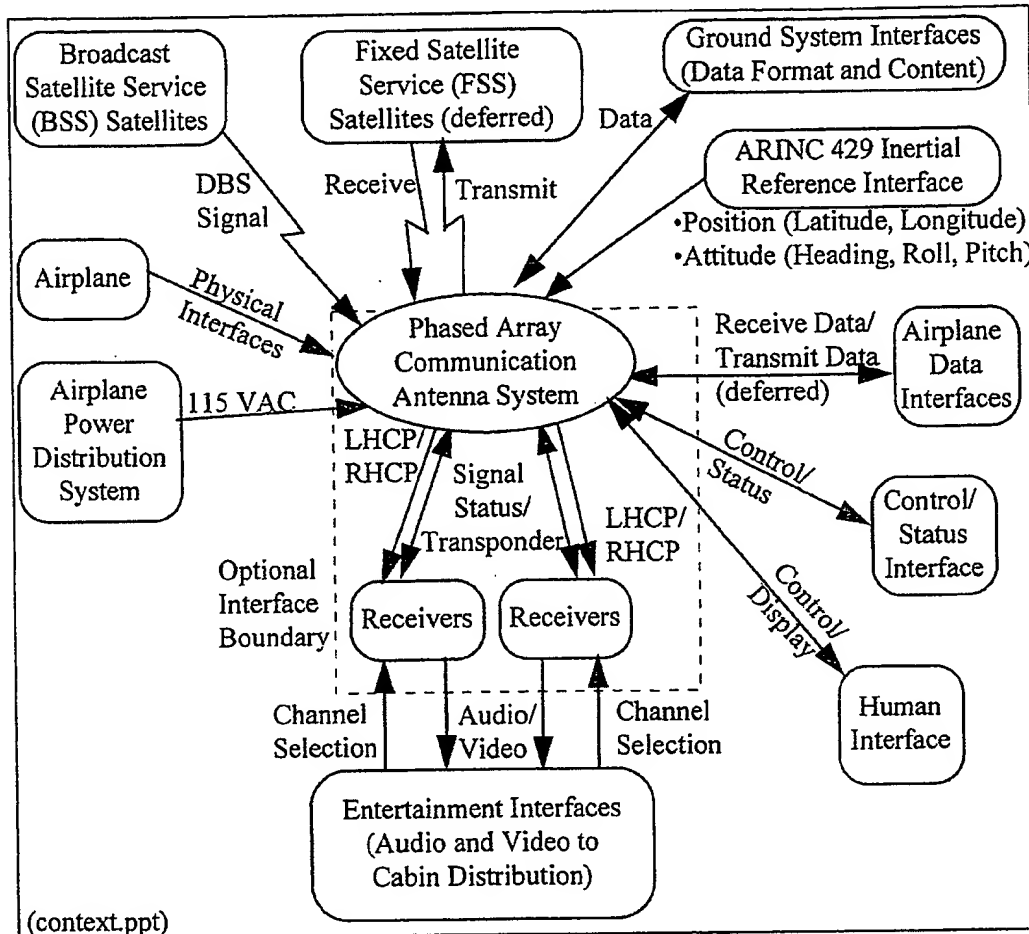 Broadcast
Satellite Service
(BSS) Satellites
Fixed Satellite
Service (FSS)
Satellites (deferred)
Ground System Interfaces
(Data Format and Content)
Data
ARINC 429 Inertial
Reference Interface
•Position (Latitude, Longitude)
•Attitude (Heading, Roll, Pitch)
DBS
Signal
Receive
Transmit
Airplane
Physical
Interfaces
Phased Array
Communication
Antenna System
Receive Data/
Transmit Data
(deferred)
Airplane
Data
Interfaces
Airplane
Power
Distribution
System
115 VAC
LHCP/
RHCP
Signal
Status/
Transponder
LHCP/
RHCP
Control/
Status
Control/
Status
Interface
Optional
Interface
Boundary
Receivers
Receivers
Control/
Display
Human
Interface
Channel
Selection
Audio/
Video
Channel
Selection
Entertainment Interfaces
(Audio and Video to
Cabin Distribution)
(context.ppt)